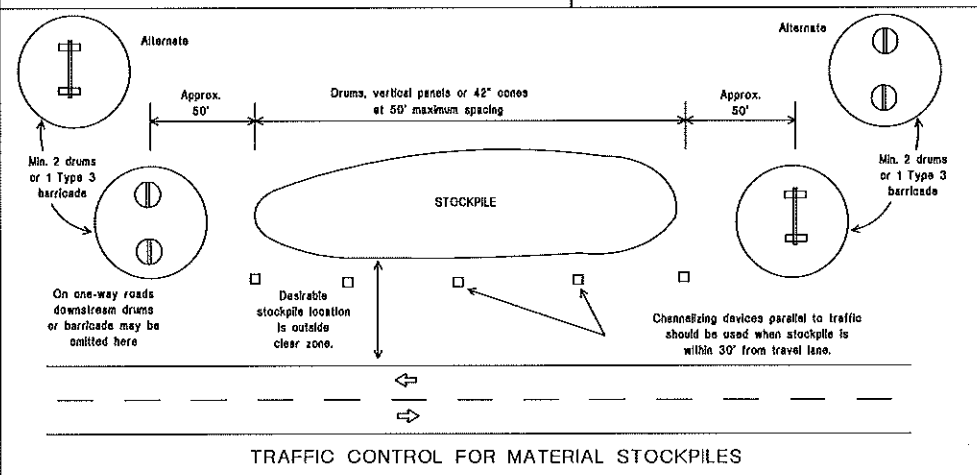 Alternate
Alternate
Approx.
50'
Drums, vertical panels or 42" cones
at 50' maximum spacing
Approx.
50'
Min. 2 drums
or 1 Type 3
barricade
Min. 2 drums
or 1 Type 3
barricade
STOCKPILE
On one-way roads
downstream drums
or barricade may be
omitted here
Desirable
stockpile location
is outside
clear zone.
Channelizing devices parallel to traffic
should be used when stockpile is
within 30' from travel lane.
TRAFFIC CONTROL FOR MATERIAL STOCKPILES